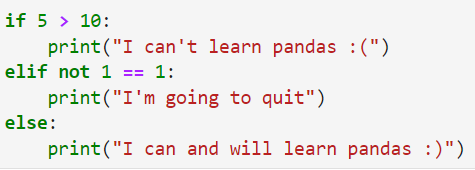 if 5 > 10:
    print("I can't learn pandas :(")
elif not 1 == 1:
    print("I'm going to quit")
else:
    print("I can and will learn pandas :)")